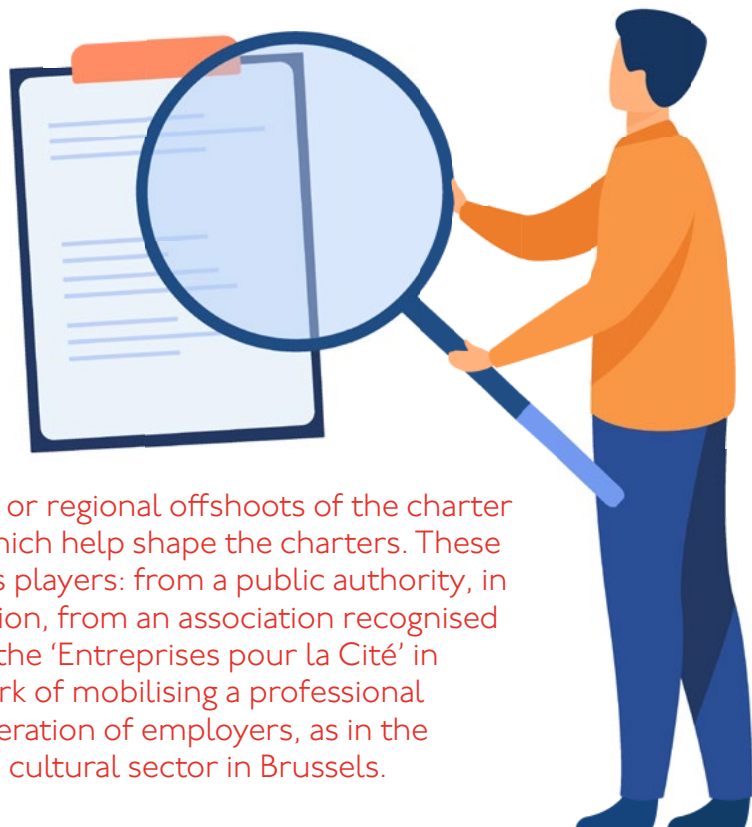 or regional offshoots of the charter
hich help shape the charters. These
s players: from a public authority, in
ion, from an association recognised
the ‘Entreprises pour la Cité’ in
rk of mobilising a professional
eration of employers, as in the
cultural sector in Brussels.